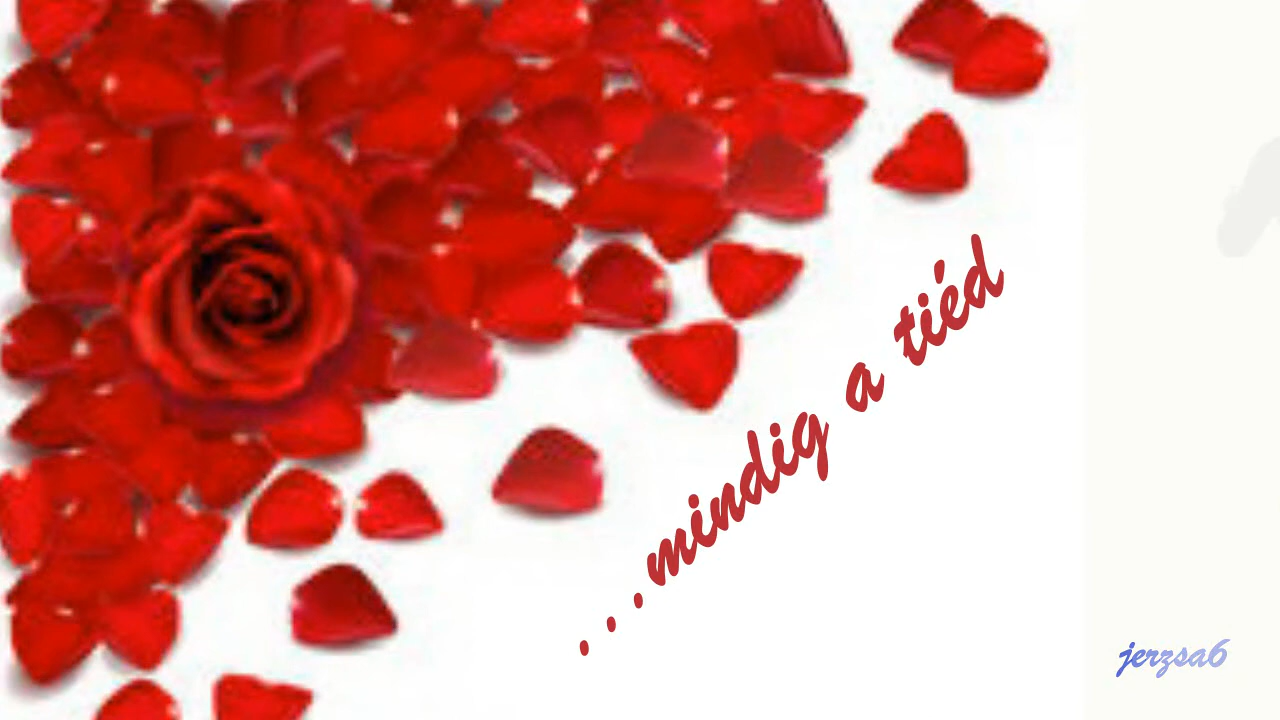 . . .mindig a tiéd
jerzsa6